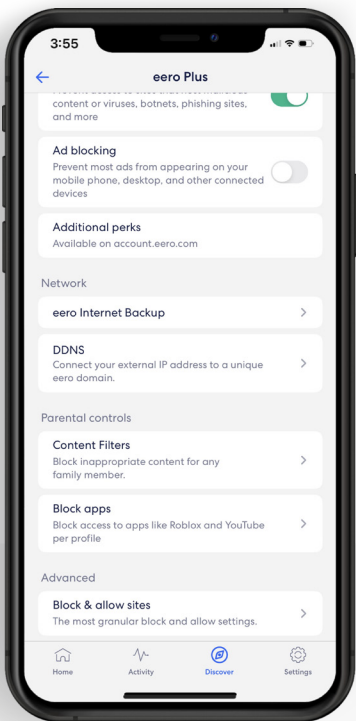 3:55
eero Plus
content or viruses, botnets, phishing sites,
and more
Ad blocking
Prevent most ads from appearing on your
mobile phone, desktop, and other connected
devices
Additional perks
Available on account.eero.com
Network
eero Internet Backup
DDNS
Connect your external IP address to a unique
eero domain.
Parental controls
Content Filters
Block inappropriate content for any
family member.
Block apps
Block access to apps like Roblox and YouTube
per profile
Advanced
Block & allow sites
The most granular block and allow settings.
Home
Activity
Discover
Settings